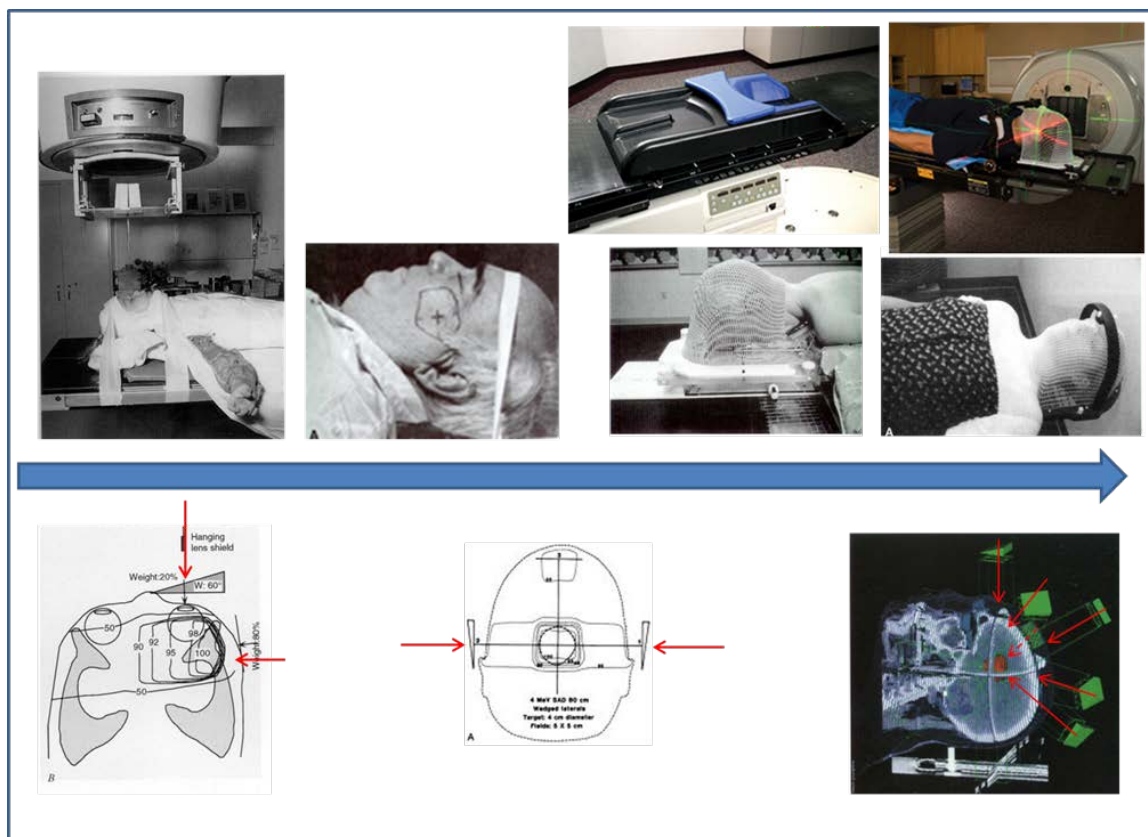 A
A
Hanging
lens shield
Weight:20%
W: 60°
Weight:80%
50
98
92
90
95
100
50
B
4 MeV SAD 80 cm
Wedged laterals
Target: 4 cm diameter
Fields: 5 X 5 cm
A